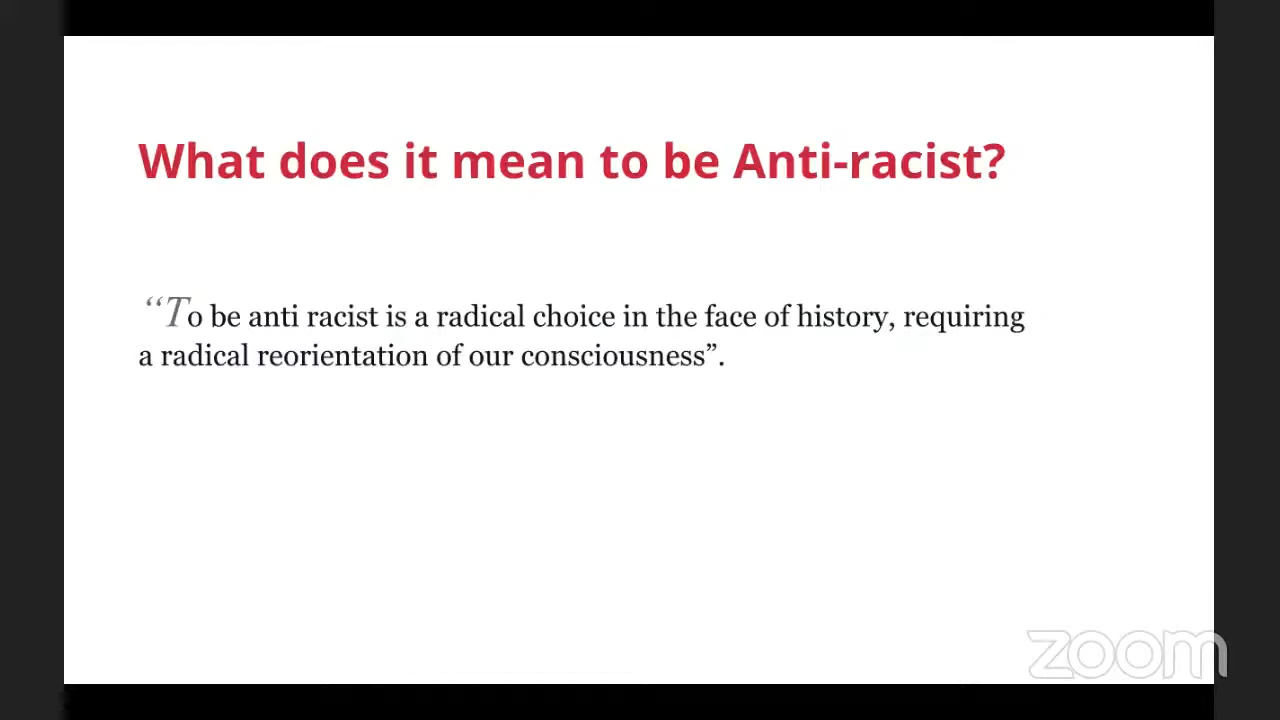 What does it mean to be Anti-racist?
“To be anti racist is a radical choice in the face of history, requiring
a radical reorientation of our consciousness”.
zoom